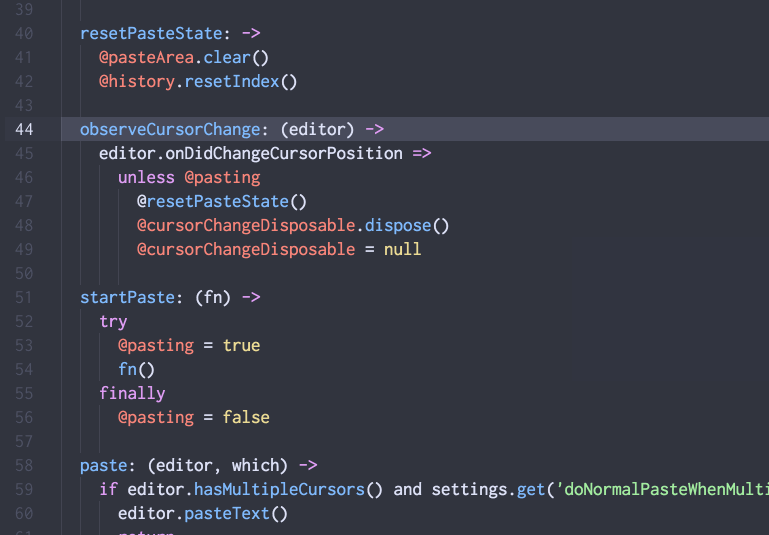 39
40 resetPasteState: ->
41 @pasteArea.clear()
42 @history.resetIndex()
43
44 observeCursorChange: (editor) ->
45 editor.onDidChangeCursorPosition =>
46 unless @pasting
47 @resetPasteState()
48 @cursorChangeDisposable.dispose()
49 @cursorChangeDisposable = null
50
51 startPaste: (fn) ->
52 try
53 @pasting = true
54 fn()
55 finally
56 @pasting = false
57
58 paste: (editor, which) ->
59 if editor.hasMultipleCursors() and settings.get('doNormalPasteWhenMulti
60 editor.pasteText()
61 return